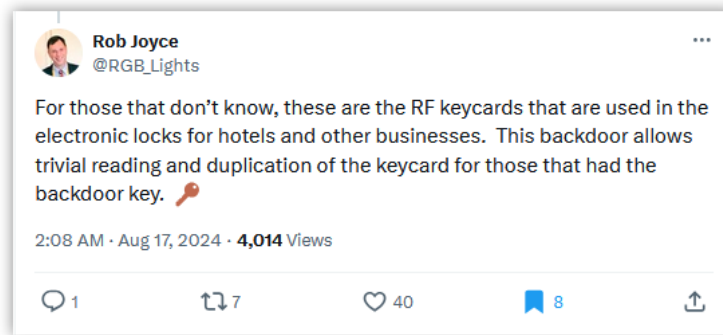 Rob Joyce
@RGB_Lights
For those that don’t know, these are the RF keycards that are used in the
electronic locks for hotels and other businesses.  This backdoor allows
trivial reading and duplication of the keycard for those that had the
backdoor key. 🔑
2:08 AM · Aug 17, 2024 · 4,014 Views
1 7 40 8